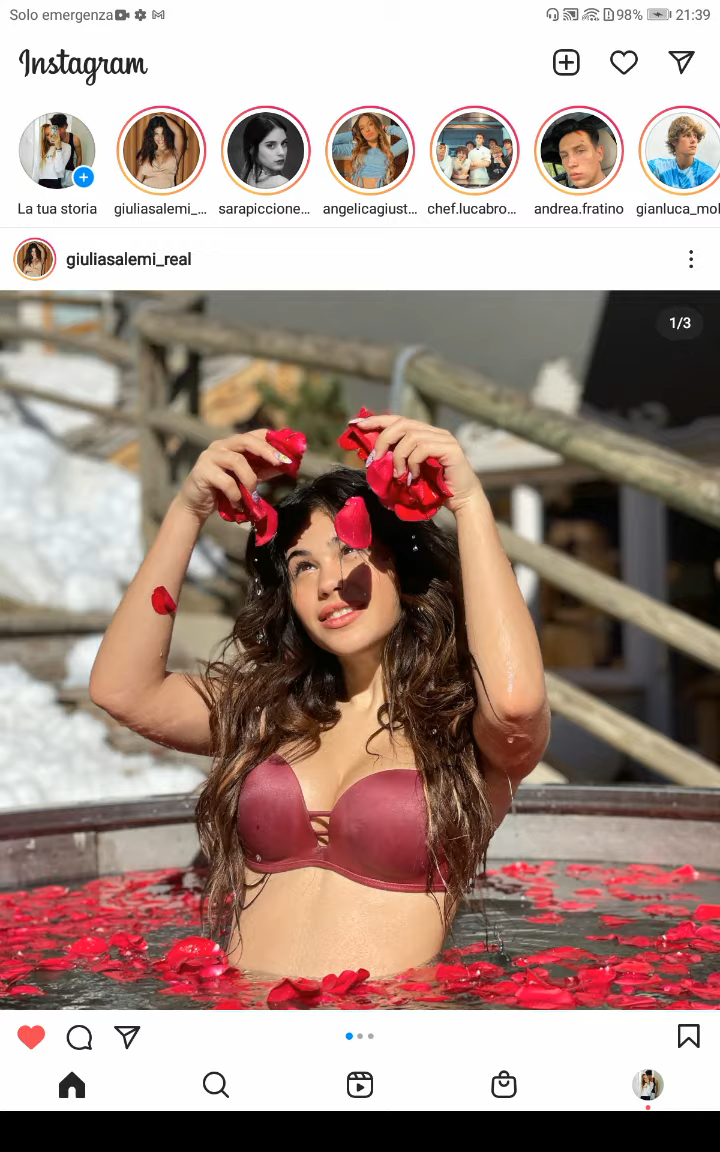 Solo emergenza 98% 21:39
Instagram
La tua storia giuliasalemi_... sarapiccione... angelicagiust... chef.lucabro... andrea.fratino gianluca_mol
giuliasalemi_real
1/3